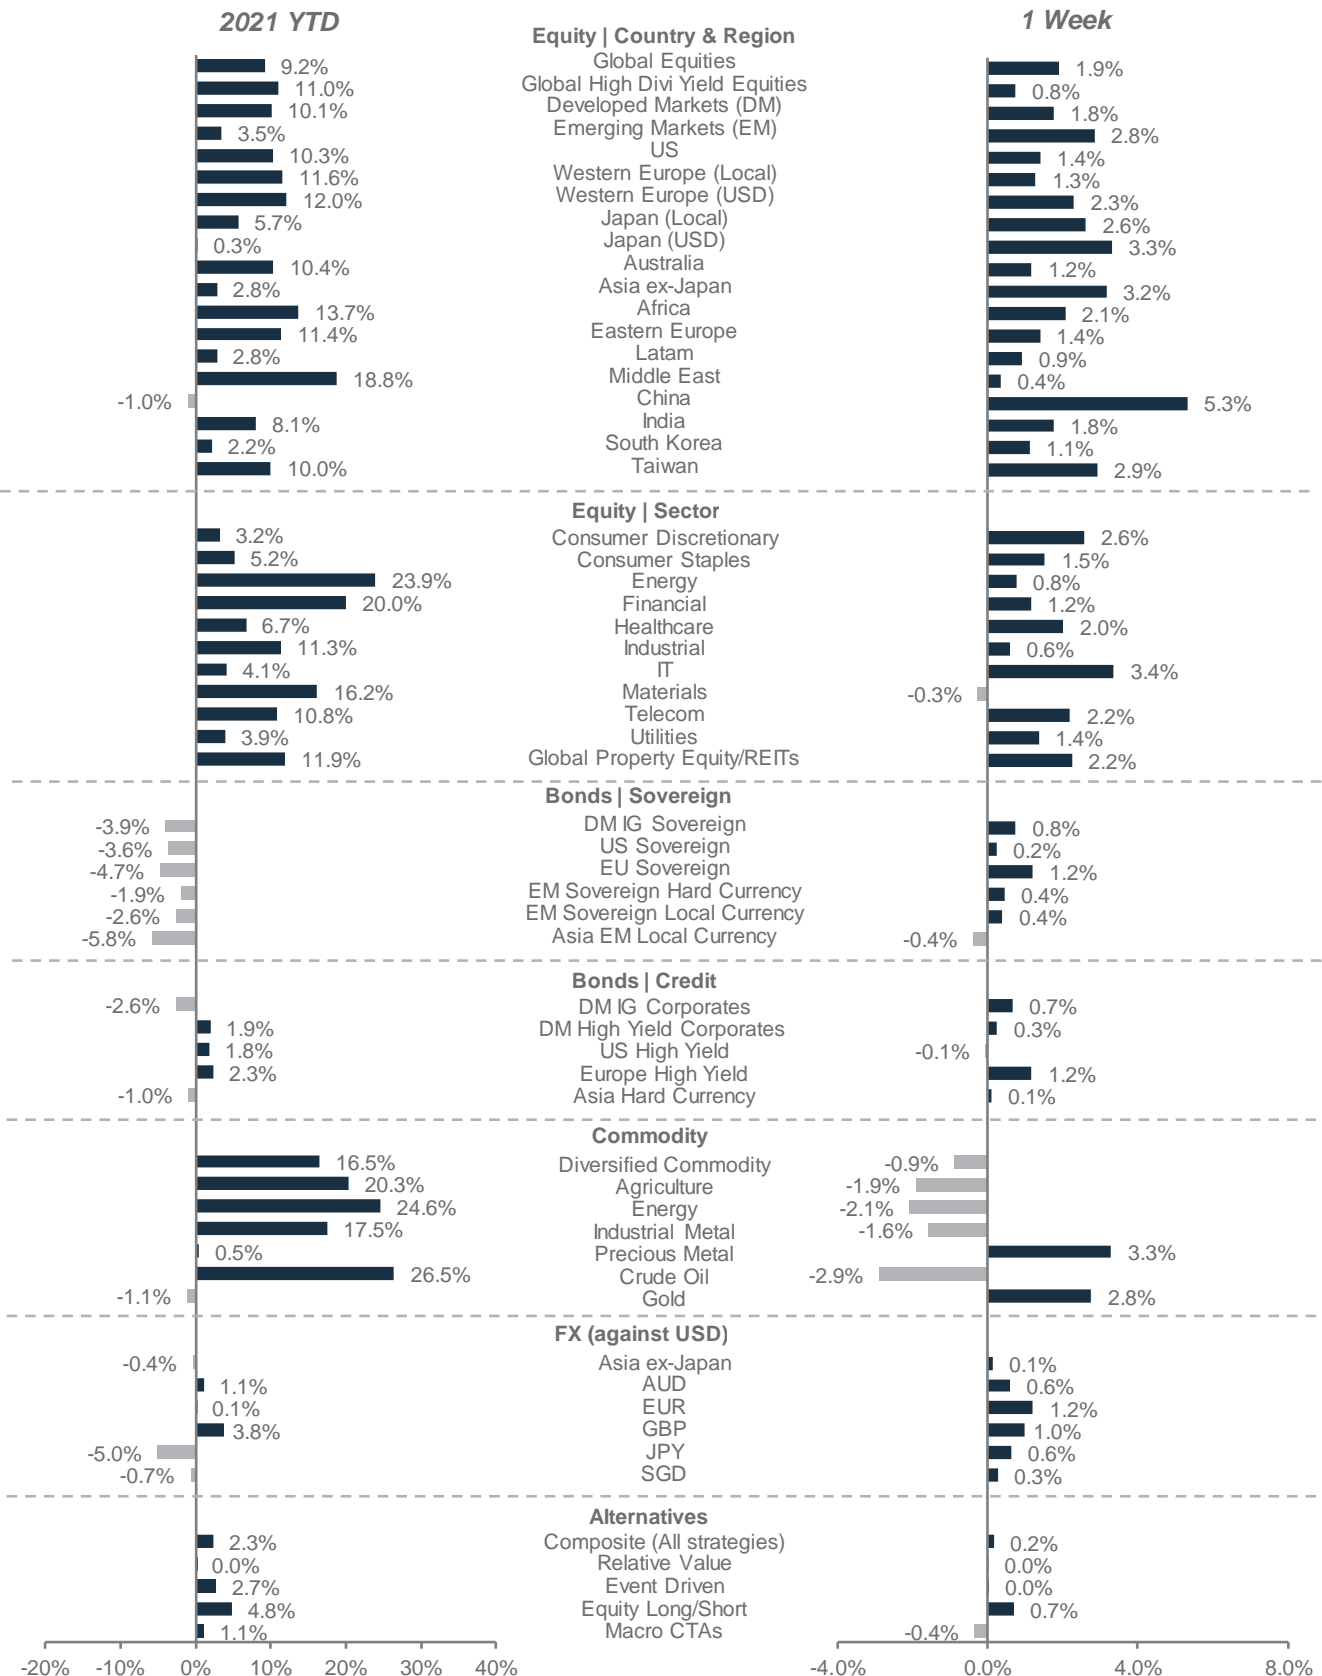 2021 YTD
1 Week
Equity | Country & Region
9.2% Global Equities 1.9%
11.0% Global High Divi Yield Equities 0.8%
10.1% Developed Markets (DM) 1.8%
3.5% Emerging Markets (EM) 2.8%
10.3% US 1.4%
11.6% Western Europe (Local) 1.3%
12.0% Western Europe (USD) 2.3%
5.7% Japan (Local) 2.6%
0.3% Japan (USD) 3.3%
10.4% Australia 1.2%
2.8% Asia ex-Japan 3.2%
13.7% Africa 2.1%
11.4% Eastern Europe 1.4%
2.8% Latam 0.9%
18.8% Middle East 0.4%
-1.0% China 5.3%
8.1% India 1.8%
2.2% South Korea 1.1%
10.0% Taiwan 2.9%
Equity | Sector
3.2% Consumer Discretionary 2.6%
5.2% Consumer Staples 1.5%
23.9% Energy 0.8%
20.0% Financial 1.2%
6.7% Healthcare 2.0%
11.3% Industrial 0.6%
4.1% IT 3.4%
16.2% Materials -0.3%
10.8% Telecom 2.2%
3.9% Utilities 1.4%
11.9% Global Property Equity/REITs 2.2%
Bonds | Sovereign
-3.9% DM IG Sovereign 0.8%
-3.6% US Sovereign 0.2%
-4.7% EU Sovereign 1.2%
-1.9% EM Sovereign Hard Currency 0.4%
-2.6% EM Sovereign Local Currency 0.4%
-5.8% Asia EM Local Currency -0.4%
Bonds | Credit
-2.6% DM IG Corporates 0.7%
1.9% DM High Yield Corporates 0.3%
1.8% US High Yield -0.1%
2.3% Europe High Yield 1.2%
-1.0% Asia Hard Currency 0.1%
Commodity
16.5% Diversified Commodity -0.9%
20.3% Agriculture -1.9%
24.6% Energy -2.1%
17.5% Industrial Metal -1.6%
0.5% Precious Metal 3.3%
26.5% Crude Oil -2.9%
-1.1% Gold 2.8%
FX (against USD)
-0.4% Asia ex-Japan 0.1%
1.1% AUD 0.6%
0.1% EUR 1.2%
3.8% GBP 1.0%
-5.0% JPY 0.6%
-0.7% SGD 0.3%
Alternatives
2.3% Composite (All strategies) 0.2%
0.0% Relative Value 0.0%
2.7% Event Driven 0.0%
4.8% Equity Long/Short 0.7%
1.1% Macro CTAs -0.4%
-20% -10% 0% 10% 20% 30% 40% -4.0% 0.0% 4.0% 8.0%